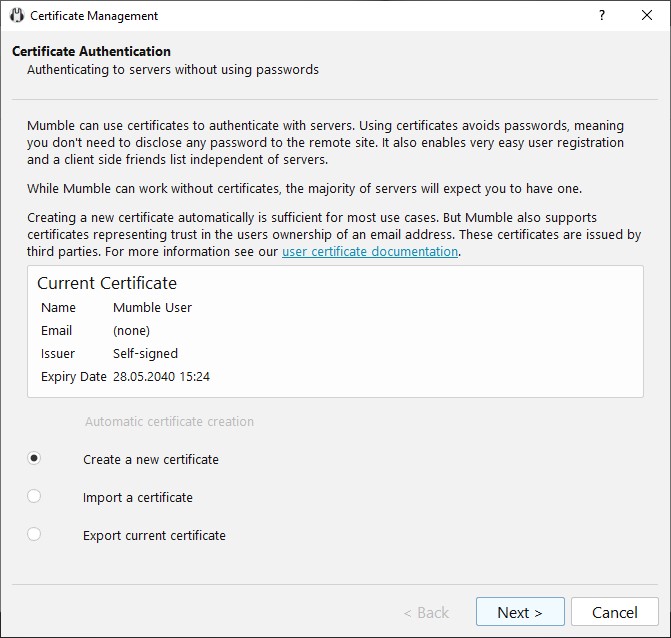 Certificate Management
?
Certificate Authentication
Authenticating to servers without using passwords
Mumble can use certificates to authenticate with servers. Using certificates avoids passwords, meaning
you don't need to disclose any password to the remote site. It also enables very easy user registration
and a client side friends list independent of servers.
While Mumble can work without certificates, the majority of servers will expect you to have one.
Creating a new certificate automatically is sufficient for most use cases. But Mumble also supports
certificates representing trust in the users ownership of an email address. These certificates are issued by
third parties. For more information see our user certificate documentation.
Current Certificate
Name Mumble User
Email (none)
Issuer Self-signed
Expiry Date 28.05.2040 15:24
Automatic certificate creation
Create a new certificate
Import a certificate
Export current certificate
< Back Next > Cancel